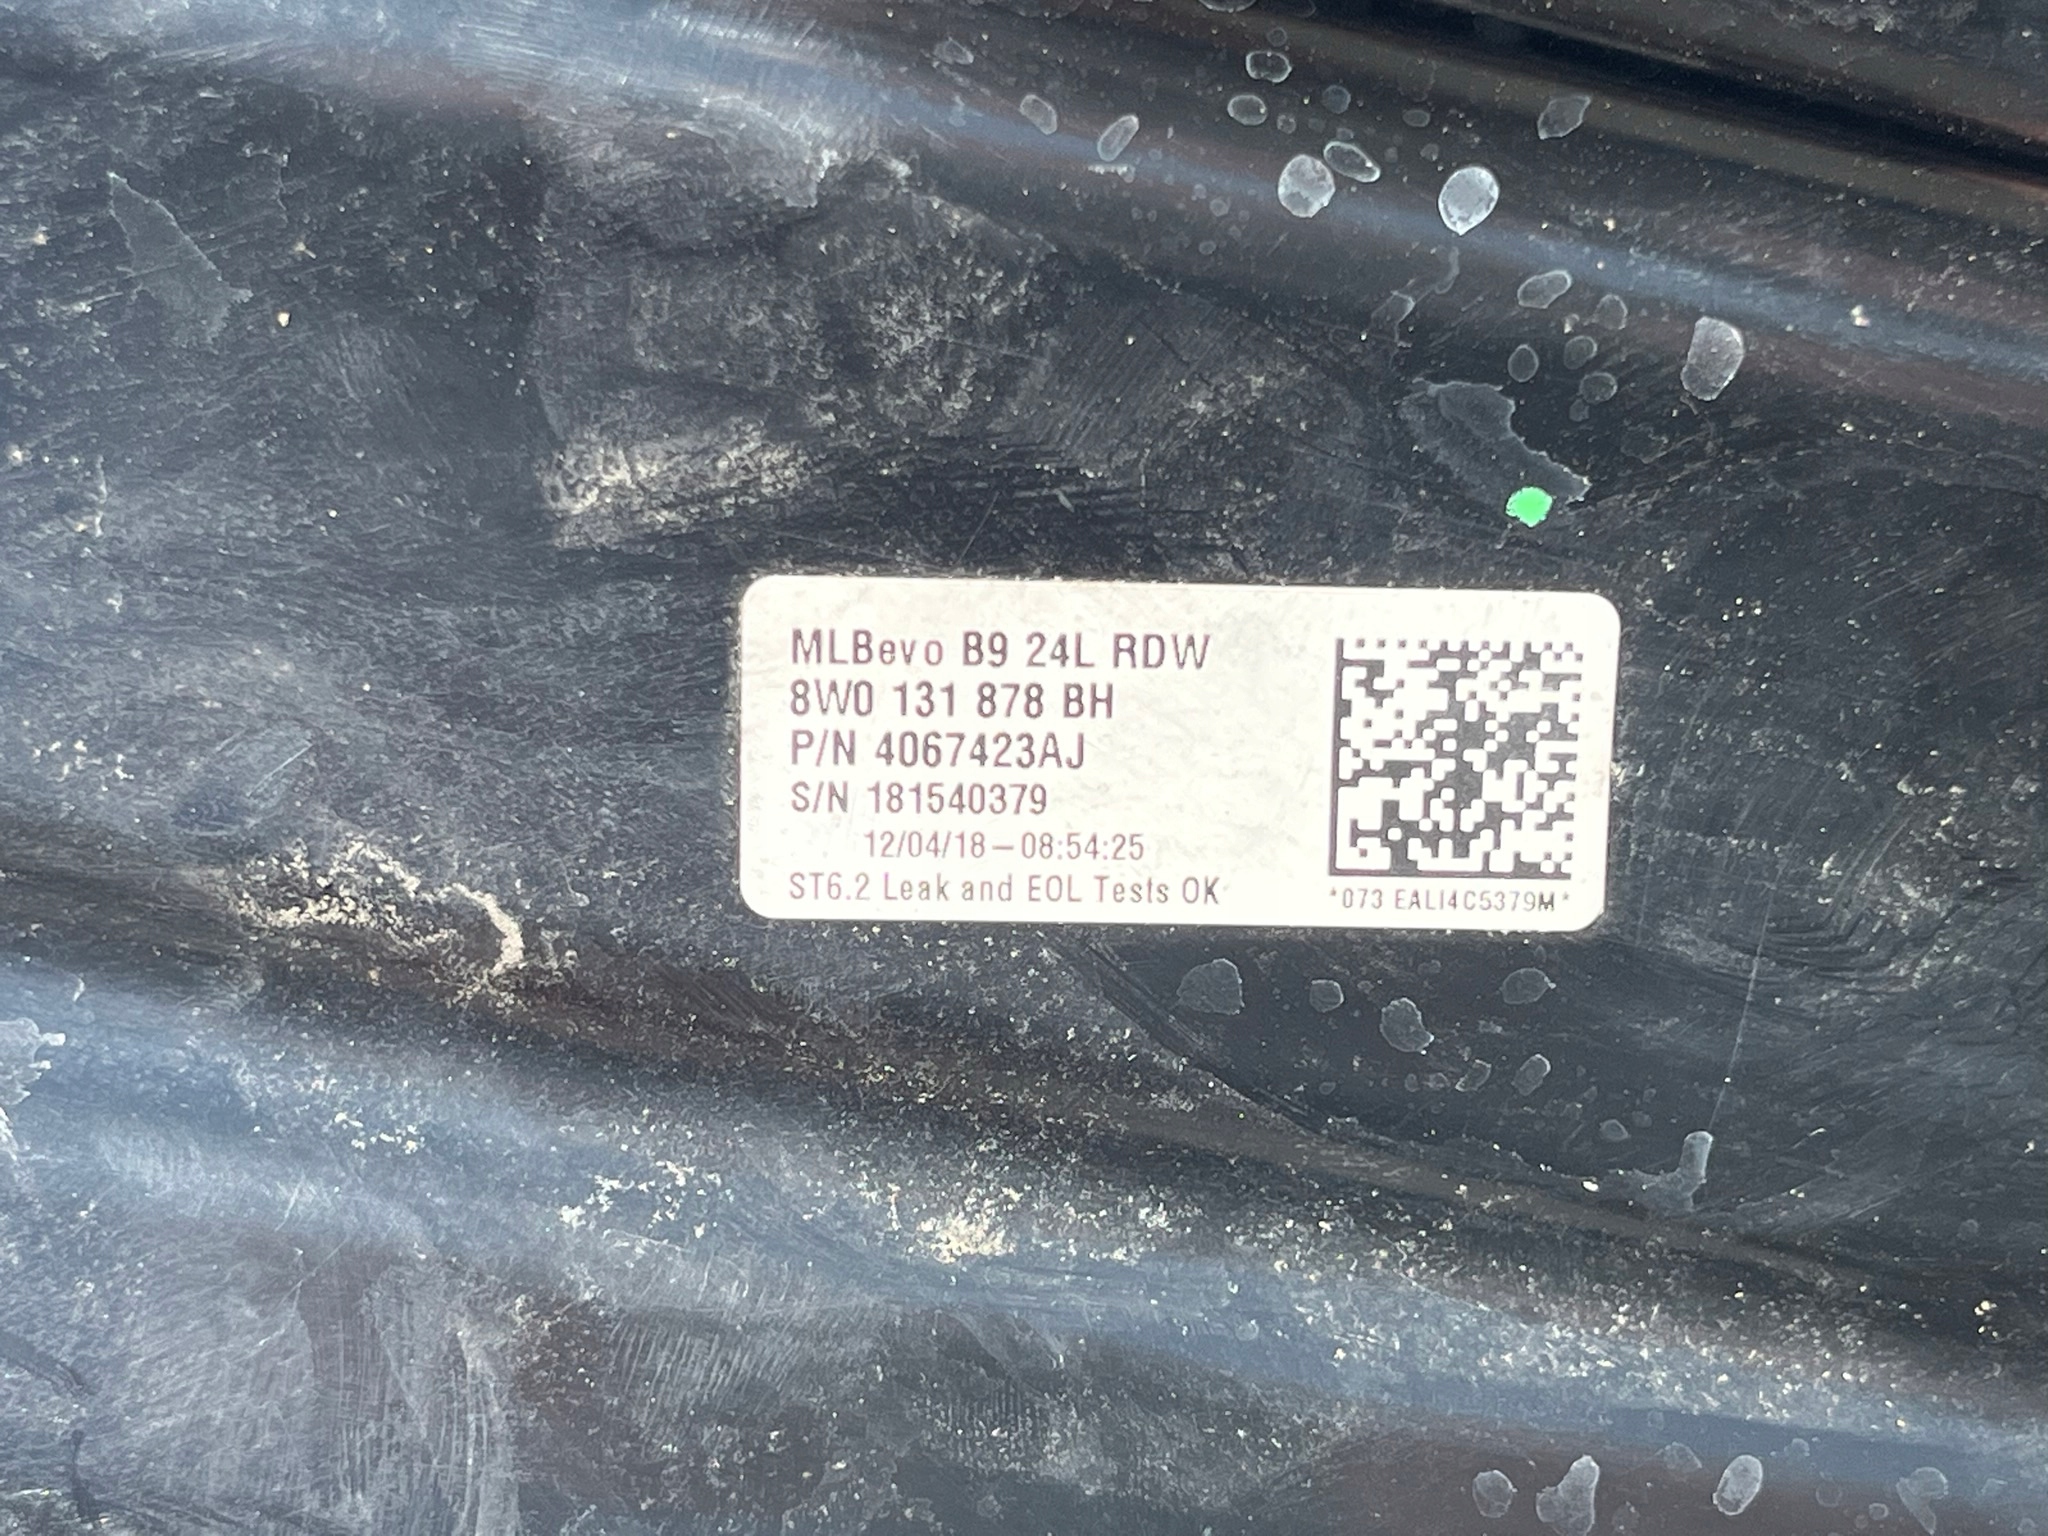 MLBevo B9 24L RDW
8W0 131 878 BH
P/N 4067423AJ
S/N 181540379
12/04/18 – 08:54:25
ST6.2 Leak and EOL Tests OK
*073 EALI4C5379M*